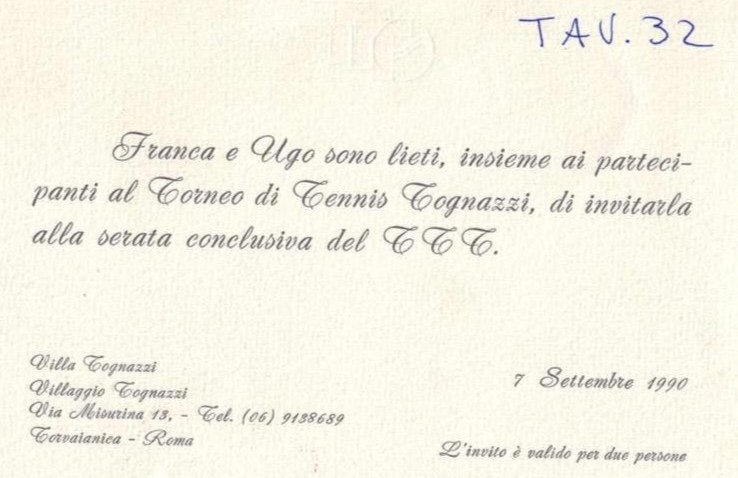 TAV. 32
Franca e Ugo sono lieti, insieme ai parteci-
panti al Torneo di Tennis Tognazzi, di invitarla
alla serata conclusiva del T T T.
Villa Tognazzi
Villaggio Tognazzi
Via Misurina 13, - Tel. (06) 9138689
Torvaianica - Roma
7 Settembre 1990
L'invito è valido per due persone